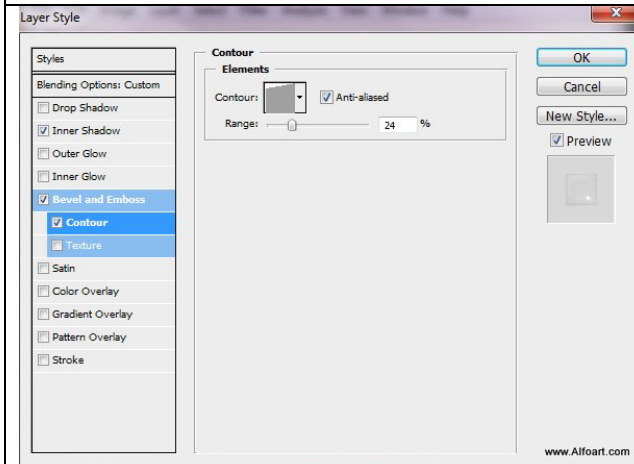 Layer Style
Styles
Blending Options: Custom
Drop Shadow
Inner Shadow
Outer Glow
Inner Glow
Bevel and Emboss
Contour
Texture
Satin
Color Overlay
Gradient Overlay
Pattern Overlay
Stroke
Contour
Elements
Contour:
Anti-aliased
Range:
24 %
OK
Cancel
New Style...
Preview
www.Alfoart.com